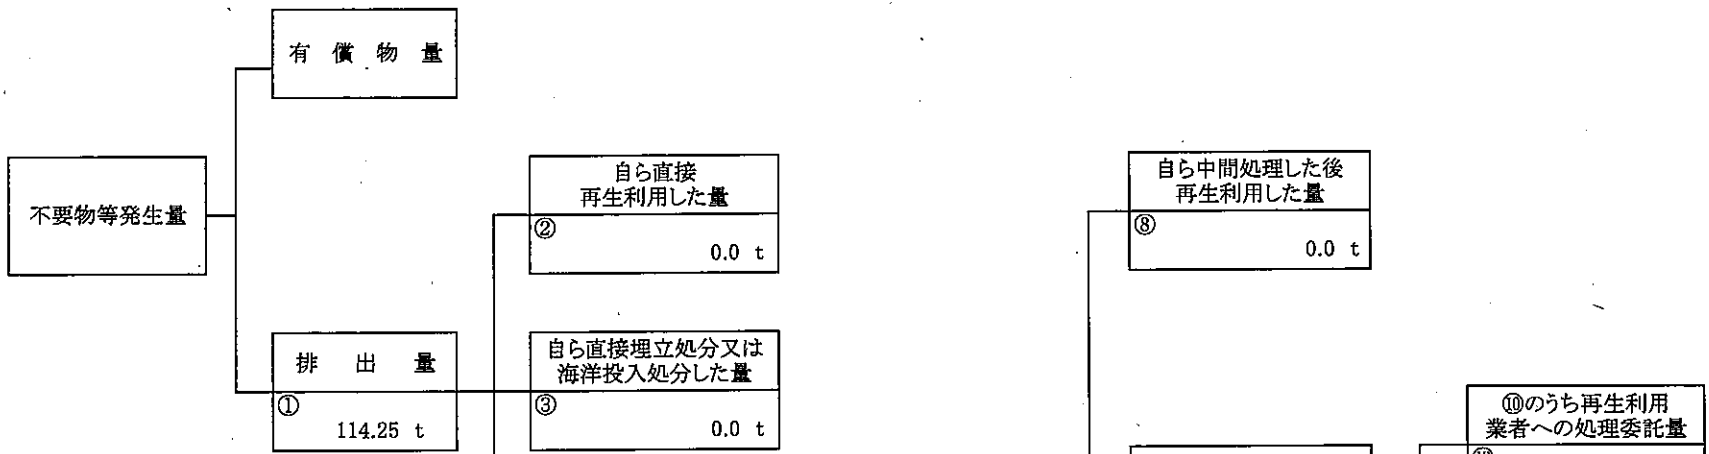 有償物量
不要物等発生量
自ら直接
再生利用した量
②
0.0 t
自ら中間処理した後
再生利用した量
⑧
0.0 t
排出量
①
114.25 t
自ら直接埋立処分又は
海洋投入処分した量
③
0.0 t
⑩のうち再生利用
業者への処理委託量